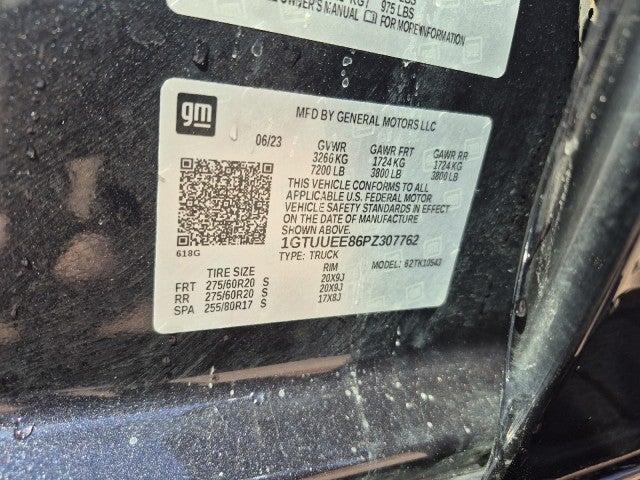 975 LBS
OWNER'S MANUAL FOR MORE INFORMATION
gm
MFD BY GENERAL MOTORS LLC
06/23 GVWR GAWR FRT GAWR RR
3266 KG 1724 KG 1724 KG
7200 LB 3800 LB 3800 LB
THIS VEHICLE CONFORMS TO ALL
APPLICABLE U.S. FEDERAL MOTOR
VEHICLE SAFETY STANDARDS IN EFFECT
ON THE DATE OF MANUFACTURE
SHOWN ABOVE.
618G 1GTUUEE86PZ307762
TYPE: TRUCK MODEL: 62TK10543
TIRE SIZE RIM
FRT 275/60R20 S 20X9J
RR 275/60R20 S 20X9J
SPA 255/80R17 S 17X8J